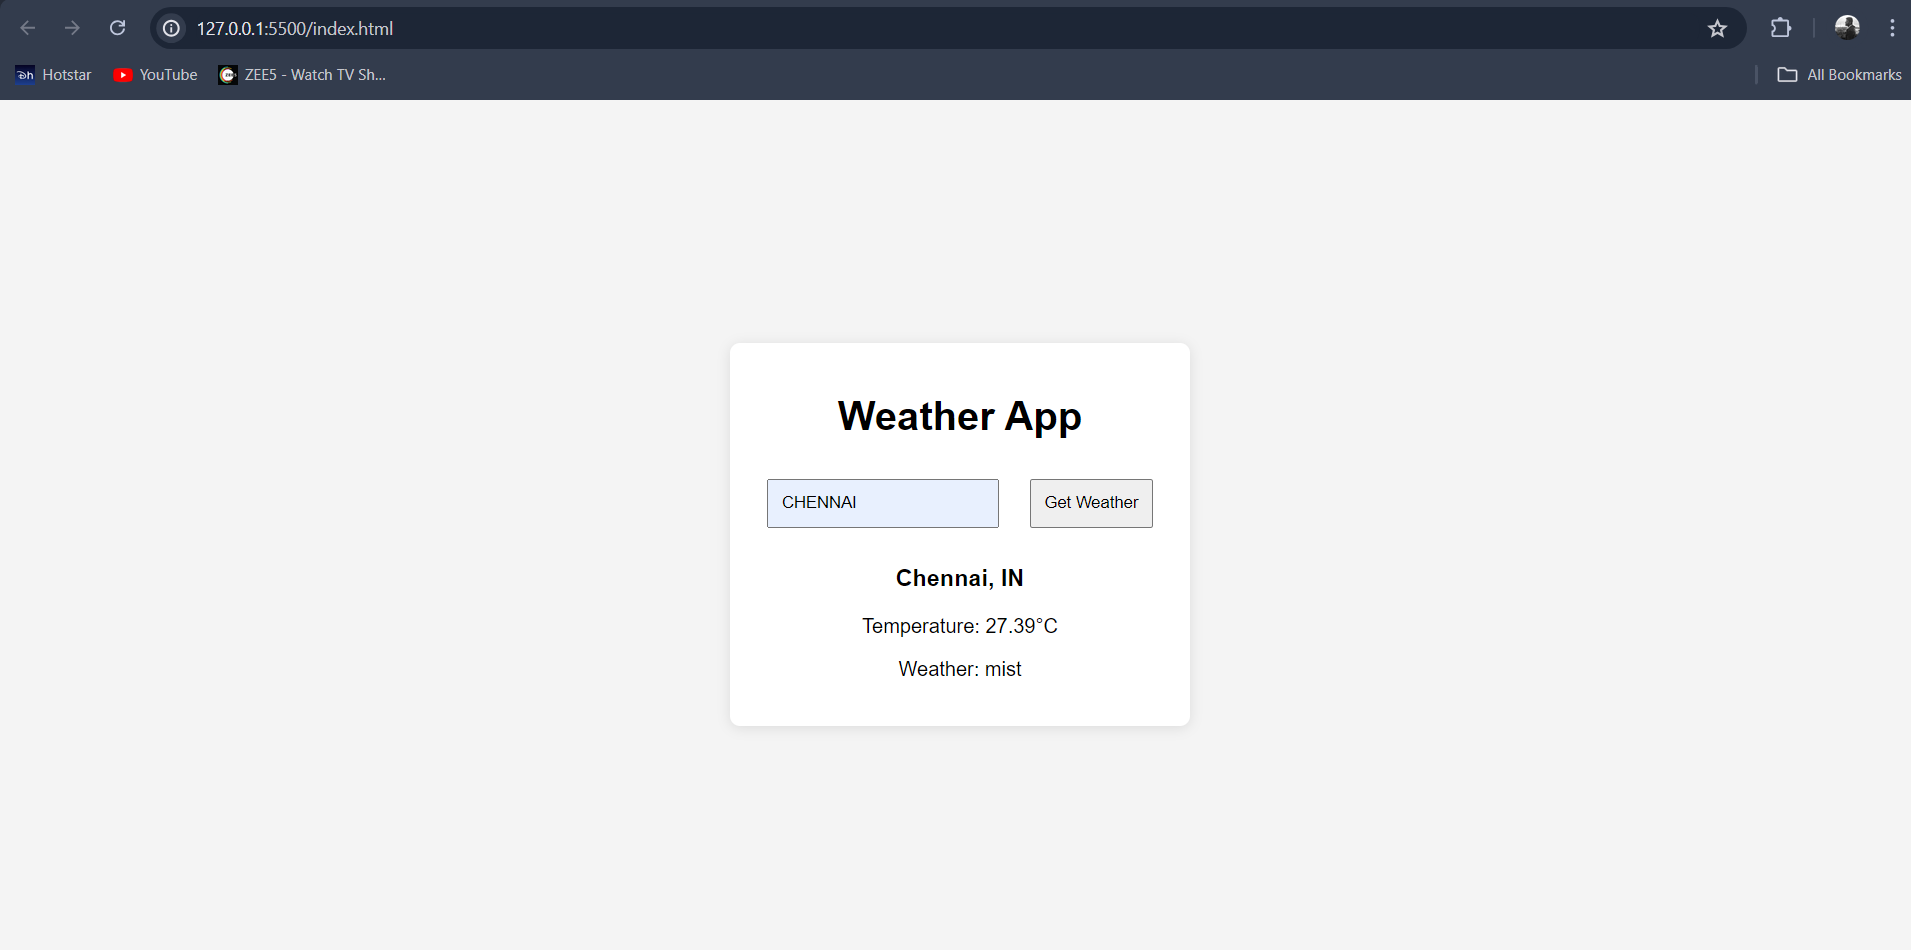 127.0.0.1:5500/index.html
Hotstar YouTube ZEE5 - Watch TV Sh... All Bookmarks
Weather App
CHENNAI Get Weather
Chennai, IN
Temperature: 27.39°C
Weather: mist